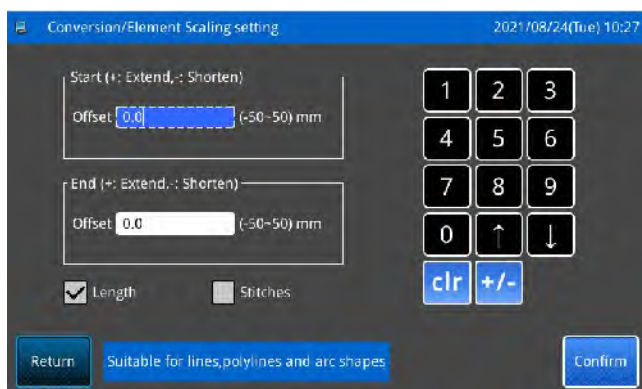 Conversion/Element Scaling setting 2021/08/24(Tue) 10:27
Start (+: Extend,-: Shorten)
Offset 0.0 (-50~50) mm
End (+: Extend,-: Shorten)
Offset 0.0 (-50~50) mm
Length Stitches
1 2 3
4 5 6
7 8 9
0 ↑ ↓
clr +/-
Return Suitable for lines,polylines and arc shapes Confirm